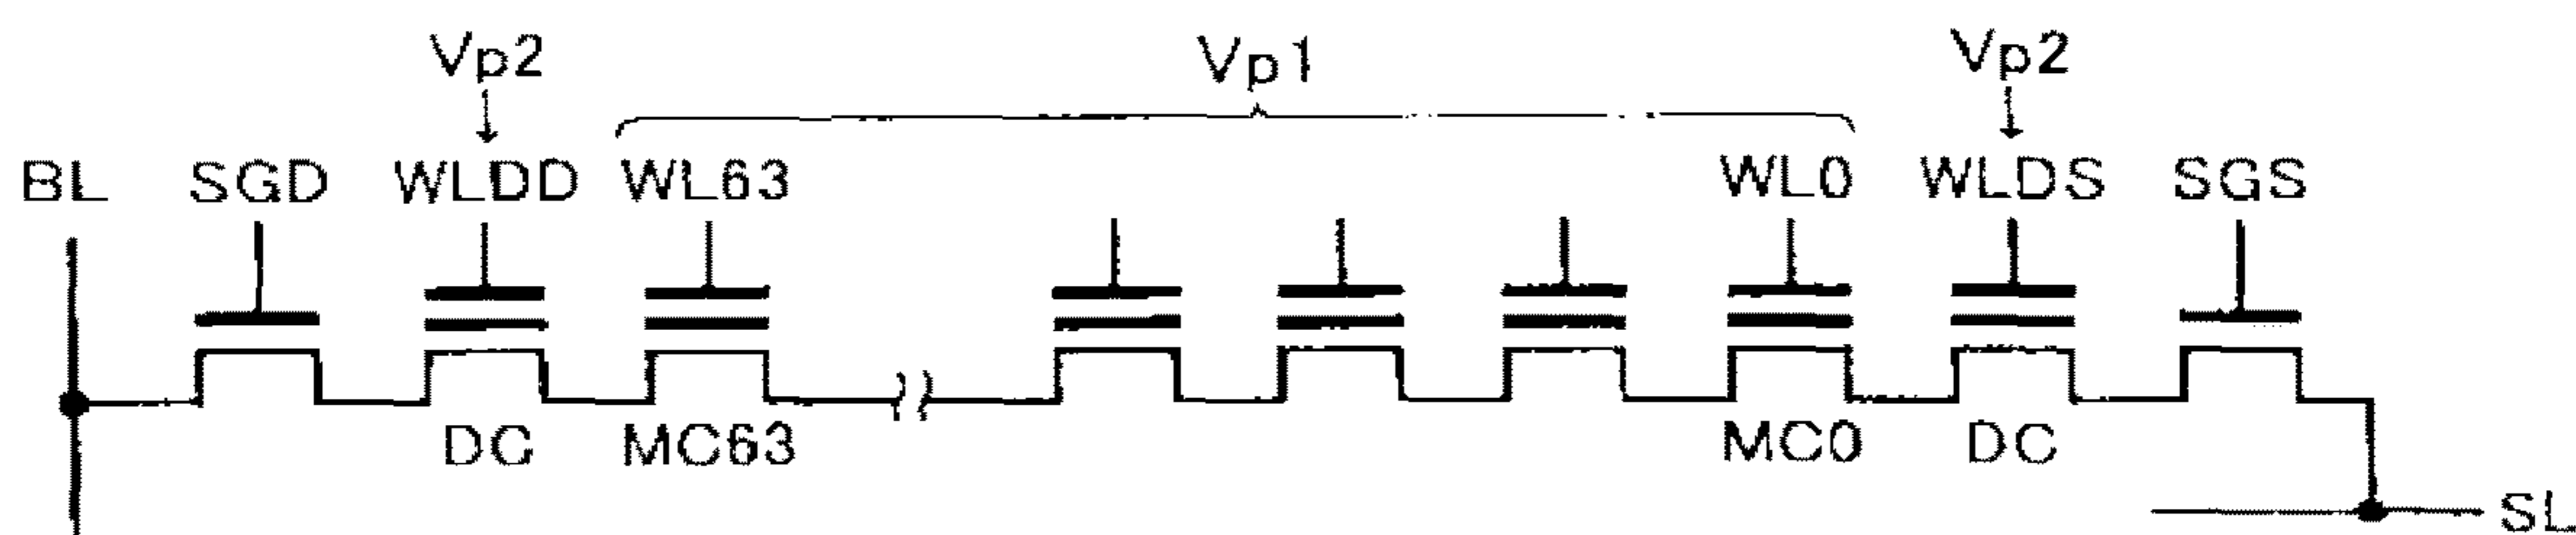 Vp2 Vp1 Vp2
BL SGD WLDD WL63 WL0 WLDS SGS
DC MC63 MC0 DC
SL